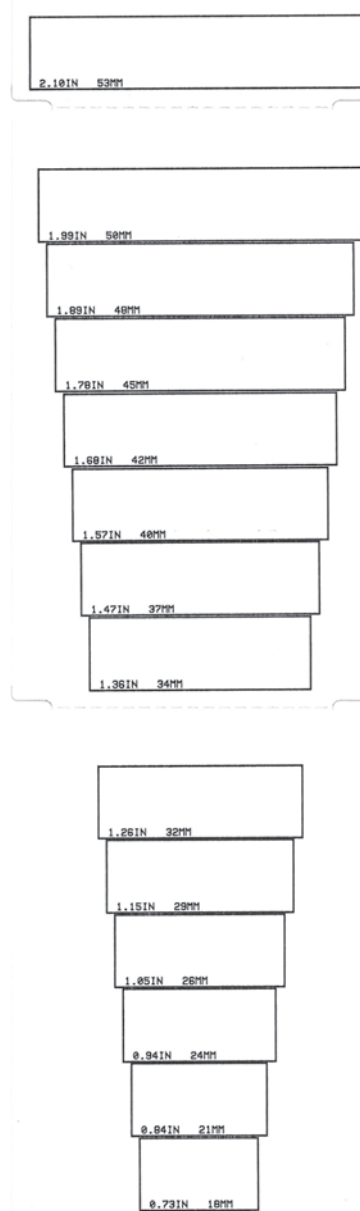 2.10IN 53MM
1.99IN 50MM
1.89IN 48MM
1.78IN 45MM
1.68IN 42MM
1.57IN 40MM
1.47IN 37MM
1.36IN 34MM
1.26IN 32MM
1.15IN 29MM
1.05IN 26MM
0.94IN 24MM
0.84IN 21MM
0.73IN 18MM